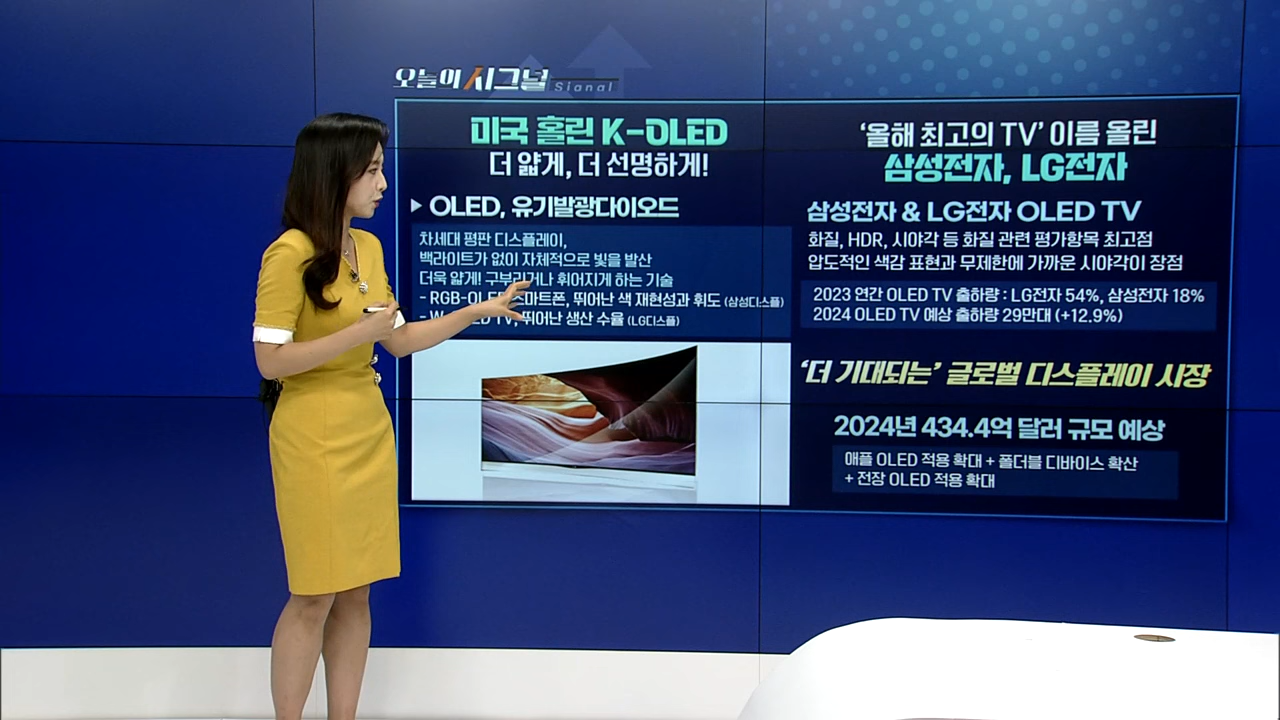 오늘의 시그널
Signal
미국 홀린 K-OLED
더 얇게, 더 선명하게!
▶ OLED, 유기발광다이오드
차세대 평판 디스플레이,
백라이트가 없이 자체적으로 빛을 발산
더욱 얇게! 구부리거나 휘어지게 하는 기술
- RGB-OLED 스마트폰, 뛰어난 색 재현성과 휘도 (삼성디스플)
- TV, 뛰어난 생산 수율 (LG디스플)
‘올해 최고의 TV’ 이름 올린
삼성전자, LG전자
삼성전자 & LG전자 OLED TV
화질, HDR, 시야각 등 화질 관련 평가항목 최고점
압도적인 색감 표현과 무제한에 가까운 시야각이 장점
2023 연간 OLED TV 출하량 : LG전자 54%, 삼성전자 18%
2024 OLED TV 예상 출하량 29만대 (+12.9%)
‘더 기대되는’ 글로벌 디스플레이 시장
2024년 434.4억 달러 규모 예상
애플 OLED 적용 확대 + 폴더블 디바이스 확산
+ 전장 OLED 적용 확대